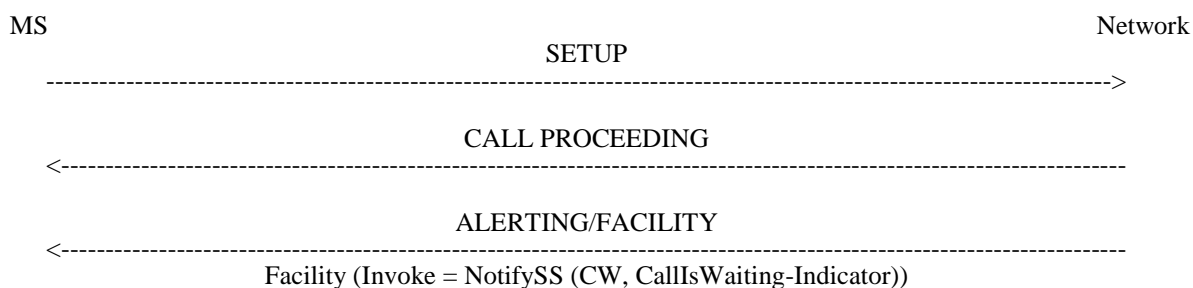 MS Network
SETUP
------------------------------------------------------------------------------------------------------------------------>
CALL PROCEEDING
<------------------------------------------------------------------------------------------------------------------------
ALERTING/FACILITY
<------------------------------------------------------------------------------------------------------------------------
Facility (Invoke = NotifySS (CW, CallIsWaiting-Indicator))